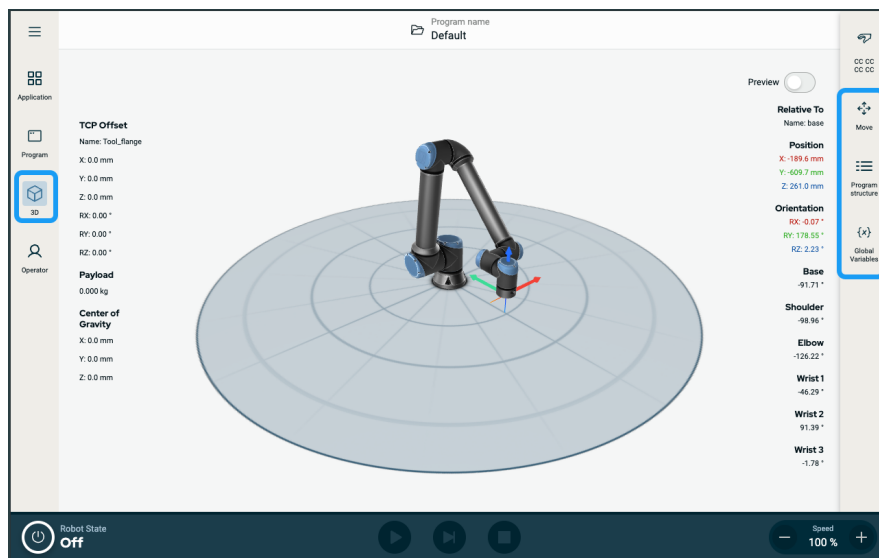 Program name
Default
CC CC
CC CC
Application
Program
3D
Operator
TCP Offset
Name: Tool_flange
X: 0.0 mm
Y: 0.0 mm
Z: 0.0 mm
RX: 0.00 °
RY: 0.00 °
RZ: 0.00 °
Payload
0.000 kg
Center of
Gravity
X: 0.0 mm
Y: 0.0 mm
Z: 0.0 mm
Preview
Relative To
Name: base
Position
X: -189.6 mm
Y: -609.7 mm
Z: 261.0 mm
Orientation
RX: -0.07 °
RY: 178.55 °
RZ: 2.23 °
Base
-91.71 °
Shoulder
-98.96 °
Elbow
-126.22 °
Wrist 1
-46.29 °
Wrist 2
91.39 °
Wrist 3
-1.78 °
Move
Program
structure
{x}
Global
Variables
Robot State
Off
Speed
100 %